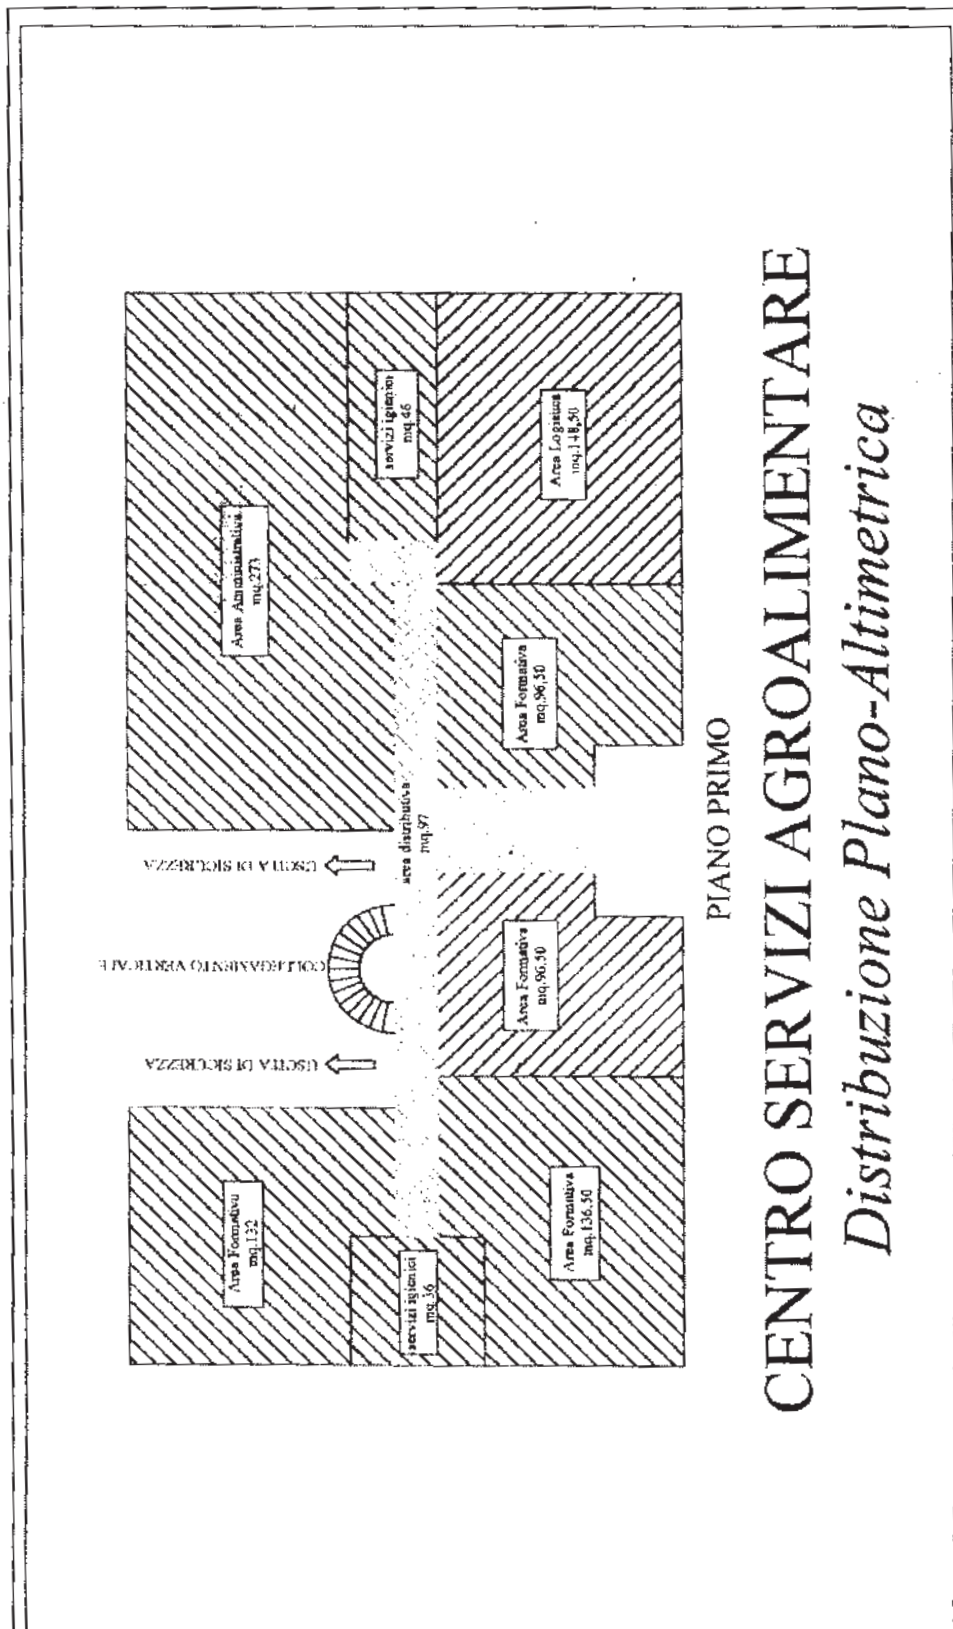 USCITA DI SICUREZZA
COLLEGAMENTO VERTICALE
USCITA DI SICUREZZA
Area Formativa
mq.132
Area Amministrativa
mq.273
servizi igienici
mq.36
area distributiva
mq.97
servizi igienici
mq.46
Area Formativa
mq.136,50
Area Formativa
mq.96,50
Area Formativa
mq.96,50
Area Logistica
mq.148,50
PIANO PRIMO
CENTRO SERVIZI AGROALIMENTARE
Distribuzione Plano-Altimetrica